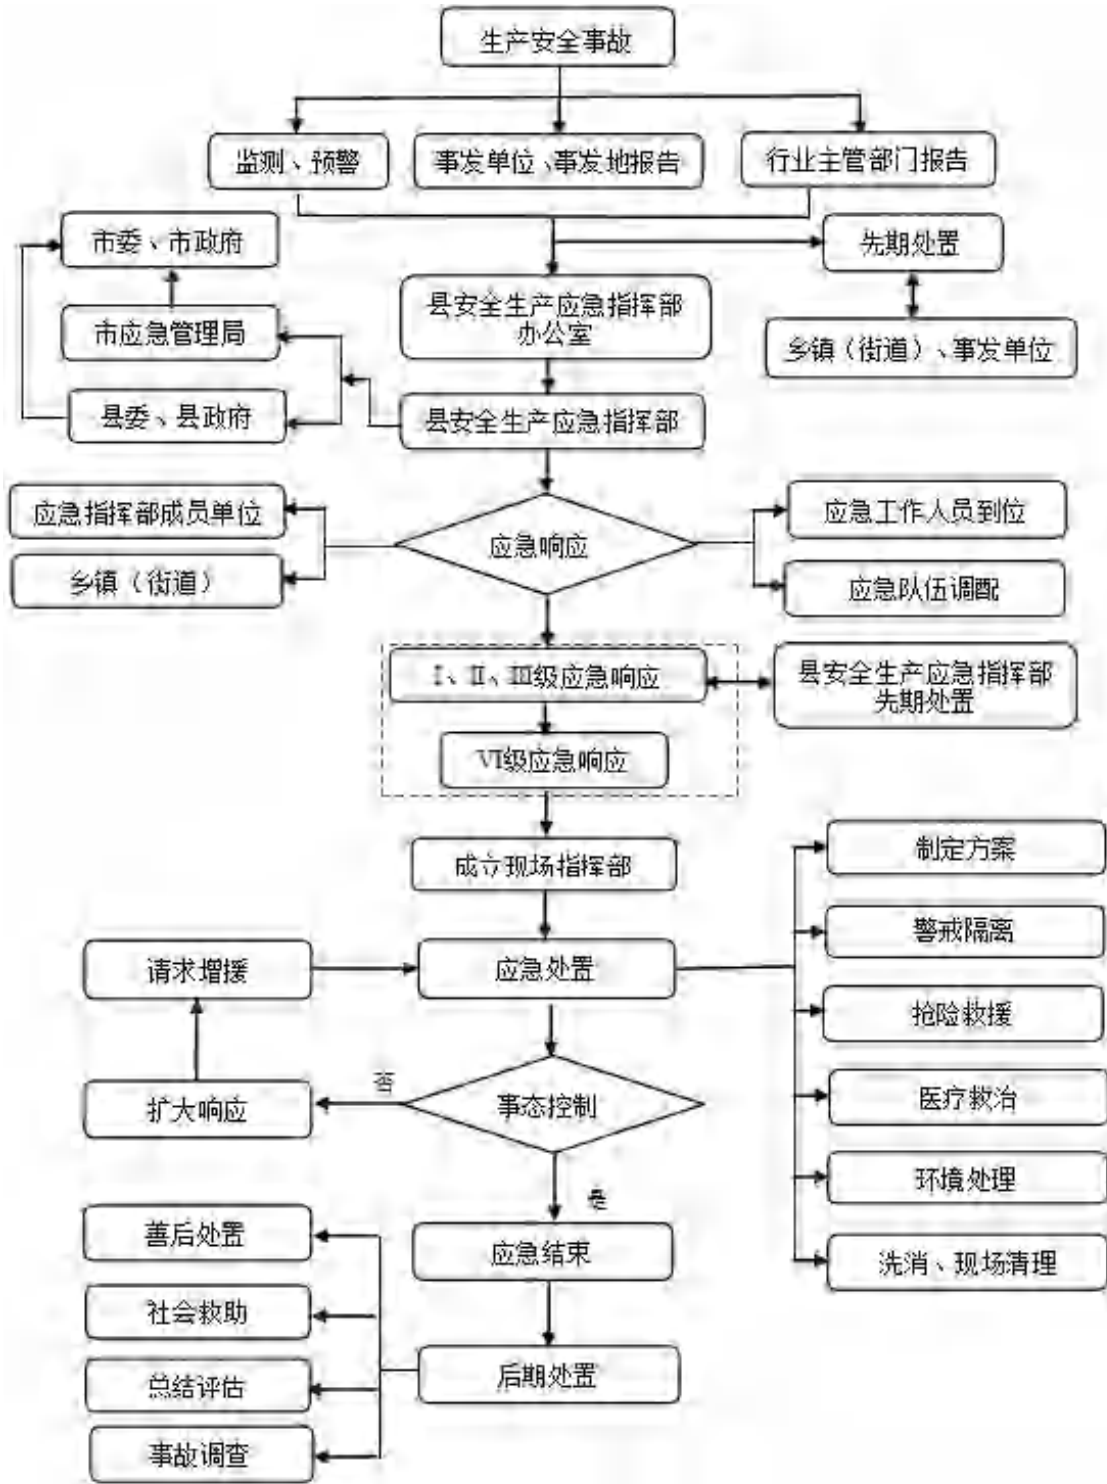 生产安全事故
监测、预警
事发单位、事发地报告
行业主管部门报告
市委、市政府
先期处置
市应急管理局
县安全生产应急指挥部
办公室
乡镇（街道）、事发单位
县委、县政府
县安全生产应急指挥部
应急指挥部成员单位
应急响应
应急工作人员到位
乡镇（街道）
应急队伍调配
I、II、III级应急响应
县安全生产应急指挥部
先期处置
VI级应急响应
成立现场指挥部
制定方案
警戒隔离
请求增援
应急处置
抢险救援
否
扩大响应
事态控制
医疗救治
环境处理
是
善后处置
应急结束
洗消、现场清理
社会救助
总结评估
后期处置
事故调查